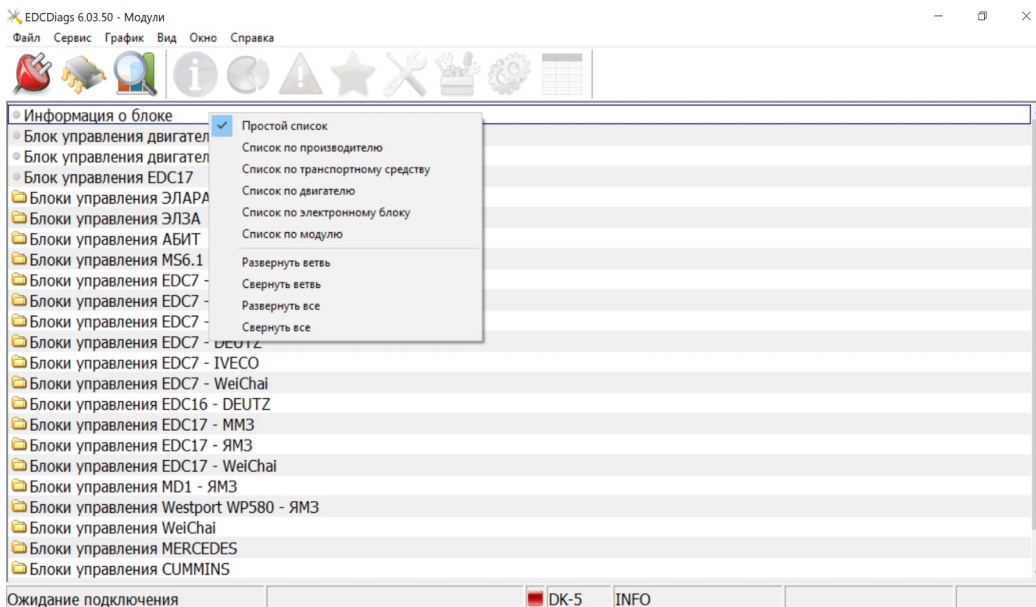 EDCDiags 6.03.50 - Модули
Файл Сервис График Вид Окно Справка
Информация о блоке
Блок управления двигател
Блок управления двигател
Блок управления EDC17
Блоки управления ЭЛАРА
Блоки управления ЭЛЗА
Блоки управления АБИТ
Блоки управления MS6.1
Блоки управления EDC7 -
Блоки управления EDC7 -
Блоки управления EDC7 -
Блоки управления EDC7 - DEUTZ
Блоки управления EDC7 - IVECO
Блоки управления EDC7 - WeiChai
Блоки управления EDC16 - DEUTZ
Блоки управления EDC17 - ММЗ
Блоки управления EDC17 - ЯМЗ
Блоки управления EDC17 - WeiChai
Блоки управления MD1 - ЯМЗ
Блоки управления Westport WP580 - ЯМЗ
Блоки управления WeiChai
Блоки управления MERCEDES
Блоки управления CUMMINS
Простой список
Список по производителю
Список по транспортному средству
Список по двигателю
Список по электронному блоку
Список по модулю
Развернуть ветвь
Свернуть ветвь
Развернуть все
Свернуть все
Ожидание подключения DK-5 INFO